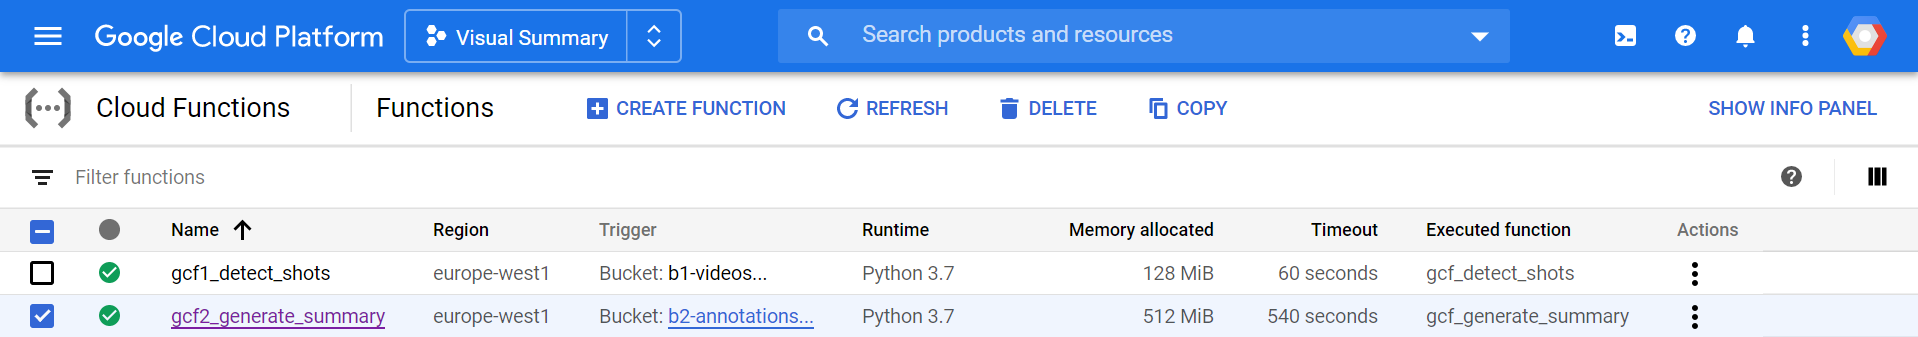 Google Cloud Platform Visual Summary Search products and resources
Cloud Functions Functions CREATE FUNCTION REFRESH DELETE COPY SHOW INFO PANEL
Filter functions
Name Region Trigger Runtime Memory allocated Timeout Executed function Actions
gcf1_detect_shots europe-west1 Bucket: b1-videos... Python 3.7 128 MiB 60 seconds gcf_detect_shots
gcf2_generate_summary europe-west1 Bucket: b2-annotations... Python 3.7 512 MiB 540 seconds gcf_generate_summary